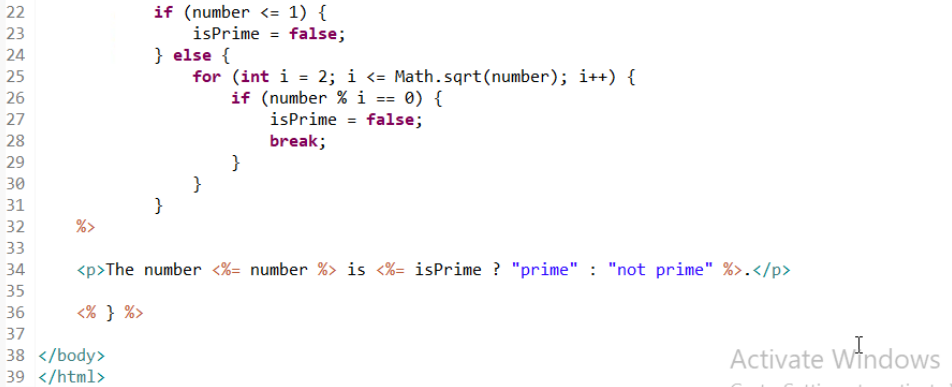 22 if (number <= 1) {
23 isPrime = false;
24 } else {
25 for (int i = 2; i <= Math.sqrt(number); i++) {
26 if (number % i == 0) {
27 isPrime = false;
28 break;
29 }
30 }
31 }
32 %>
33
34 <p>The number <%= number %> is <%= isPrime ? "prime" : "not prime" %>.</p>
35
36 <% } %>
37
38 </body>
Activate Windows
39 </html>